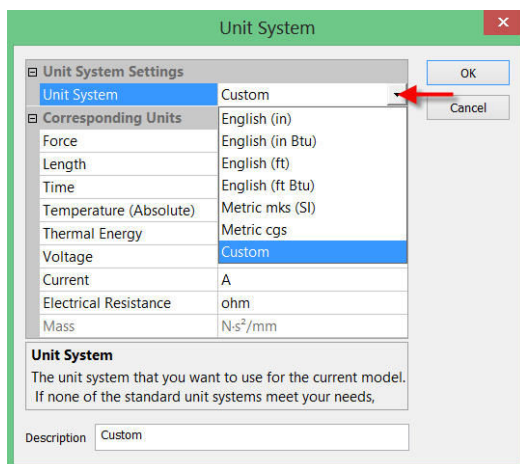 Unit System
Unit System Settings
OK
Unit System Custom
Cancel
Corresponding Units
English (in)
Force
English (in Btu)
Length
English (ft)
Time
English (ft Btu)
Temperature (Absolute)
Metric mks (SI)
Thermal Energy
Metric cgs
Voltage
Custom
Current A
Electrical Resistance ohm
Mass N·s²/mm
Unit System
The unit system that you want to use for the current model.
If none of the standard unit systems meet your needs,
Description Custom